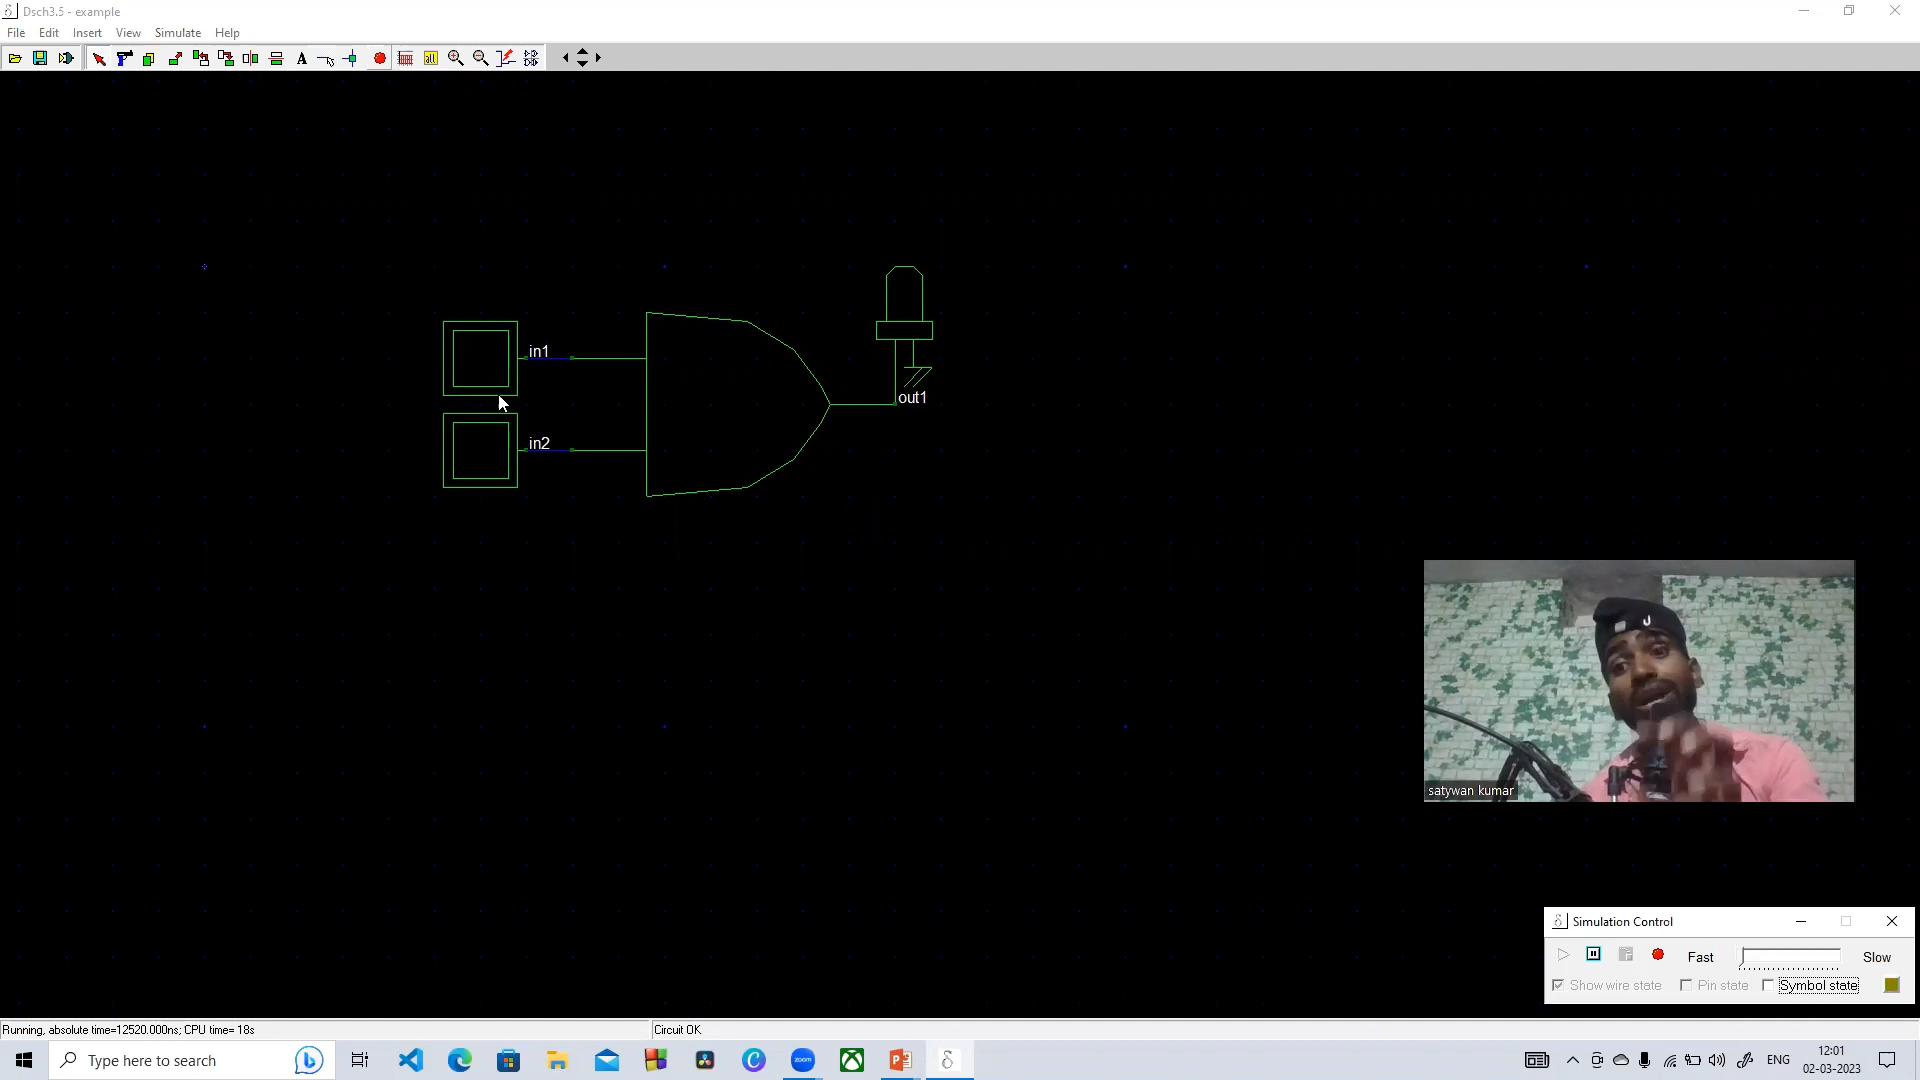 Dsch3.5 - example
File Edit Insert View Simulate Help
A all
in1
in2
out1
J
satywan kumar
Simulation Control
Fast Slow
Show wire state Pin state Symbol state
Running, absolute time=12520.000ns; CPU time= 18s Circuit OK
Type here to search
zoom
ENG
12:01
02-03-2023